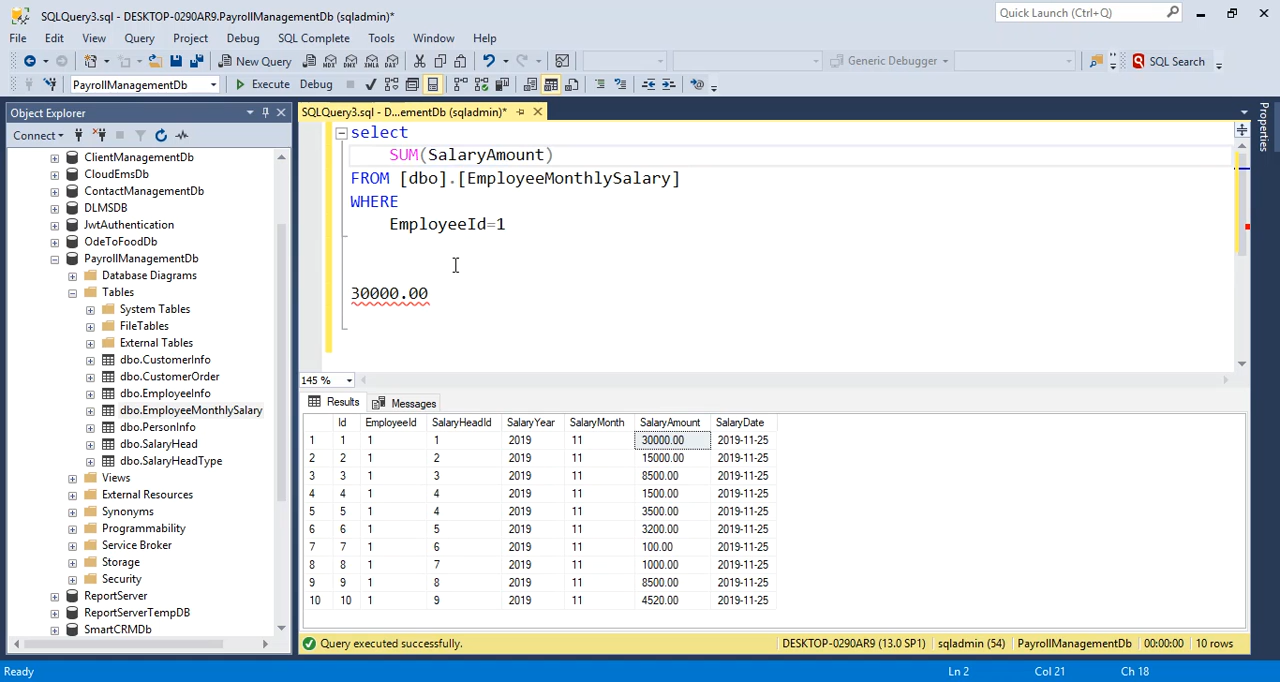 SQLQuery3.sql - DESKTOP-0290AR9.PayrollManagementDb (sqladmin)*
Quick Launch (Ctrl+Q)
File Edit View Query Project Debug SQL Complete Tools Window Help
New Query
Generic Debugger
SQL Search
PayrollManagementDb
Execute Debug
Object Explorer
SQLQuery3.sql - D...ementDb (sqladmin)*
Properties
Connect
ClientManagementDb
CloudEmsDb
ContactManagementDb
DLMSDB
JwtAuthentication
OdeToFoodDb
PayrollManagementDb
Database Diagrams
Tables
System Tables
FileTables
External Tables
dbo.CustomerInfo
dbo.CustomerOrder
dbo.EmployeeInfo
dbo.EmployeeMonthlySalary
dbo.PersonInfo
dbo.SalaryHead
dbo.SalaryHeadType
Views
External Resources
Synonyms
Programmability
Service Broker
Storage
Security
ReportServer
ReportServerTempDB
SmartCRMDb
select
SUM(SalaryAmount)
FROM [dbo].[EmployeeMonthlySalary]
WHERE
EmployeeId=1
30000.00
145 %
Results Messages
Id EmployeeId SalaryHeadId SalaryYear SalaryMonth SalaryAmount SalaryDate
1 1 1 1 2019 11 30000.00 2019-11-25
2 2 1 2 2019 11 15000.00 2019-11-25
3 3 1 3 2019 11 8500.00 2019-11-25
4 4 1 4 2019 11 1500.00 2019-11-25
5 5 1 4 2019 11 3500.00 2019-11-25
6 6 1 5 2019 11 3200.00 2019-11-25
7 7 1 6 2019 11 100.00 2019-11-25
8 8 1 7 2019 11 1000.00 2019-11-25
9 9 1 8 2019 11 8500.00 2019-11-25
10 10 1 9 2019 11 4520.00 2019-11-25
Query executed successfully.
DESKTOP-0290AR9 (13.0 SP1) sqladmin (54) PayrollManagementDb 00:00:00 10 rows
Ready Ln 2 Col 21 Ch 18